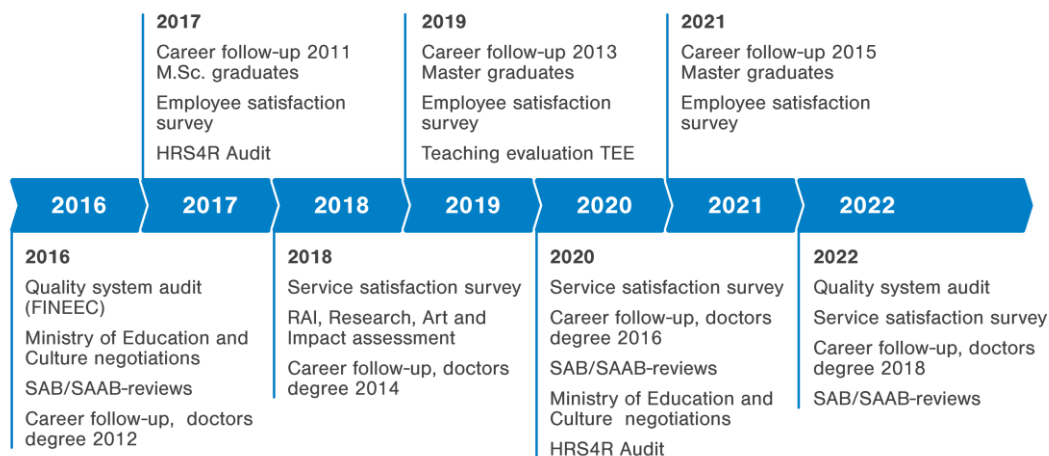 2017
Career follow-up 2011
M.Sc. graduates
Employee satisfaction
survey
HRS4R Audit
2019
Career follow-up 2013
Master graduates
Employee satisfaction
survey
Teaching evaluation TEE
2021
Career follow-up 2015
Master graduates
Employee satisfaction
survey
2016
2017
2018
2019
2020
2021
2022
2016
Quality system audit
(FINEEC)
Ministry of Education and
Culture negotiations
SAB/SAAB-reviews
Career follow-up, doctors
degree 2012
2018
Service satisfaction survey
RAI, Research, Art and
Impact assessment
Career follow-up, doctors
degree 2014
2020
Service satisfaction survey
Career follow-up, doctors
degree 2016
SAB/SAAB-reviews
Ministry of Education and
Culture negotiations
HRS4R Audit
2022
Quality system audit
Service satisfaction survey
Career follow-up, doctors
degree 2018
SAB/SAAB-reviews